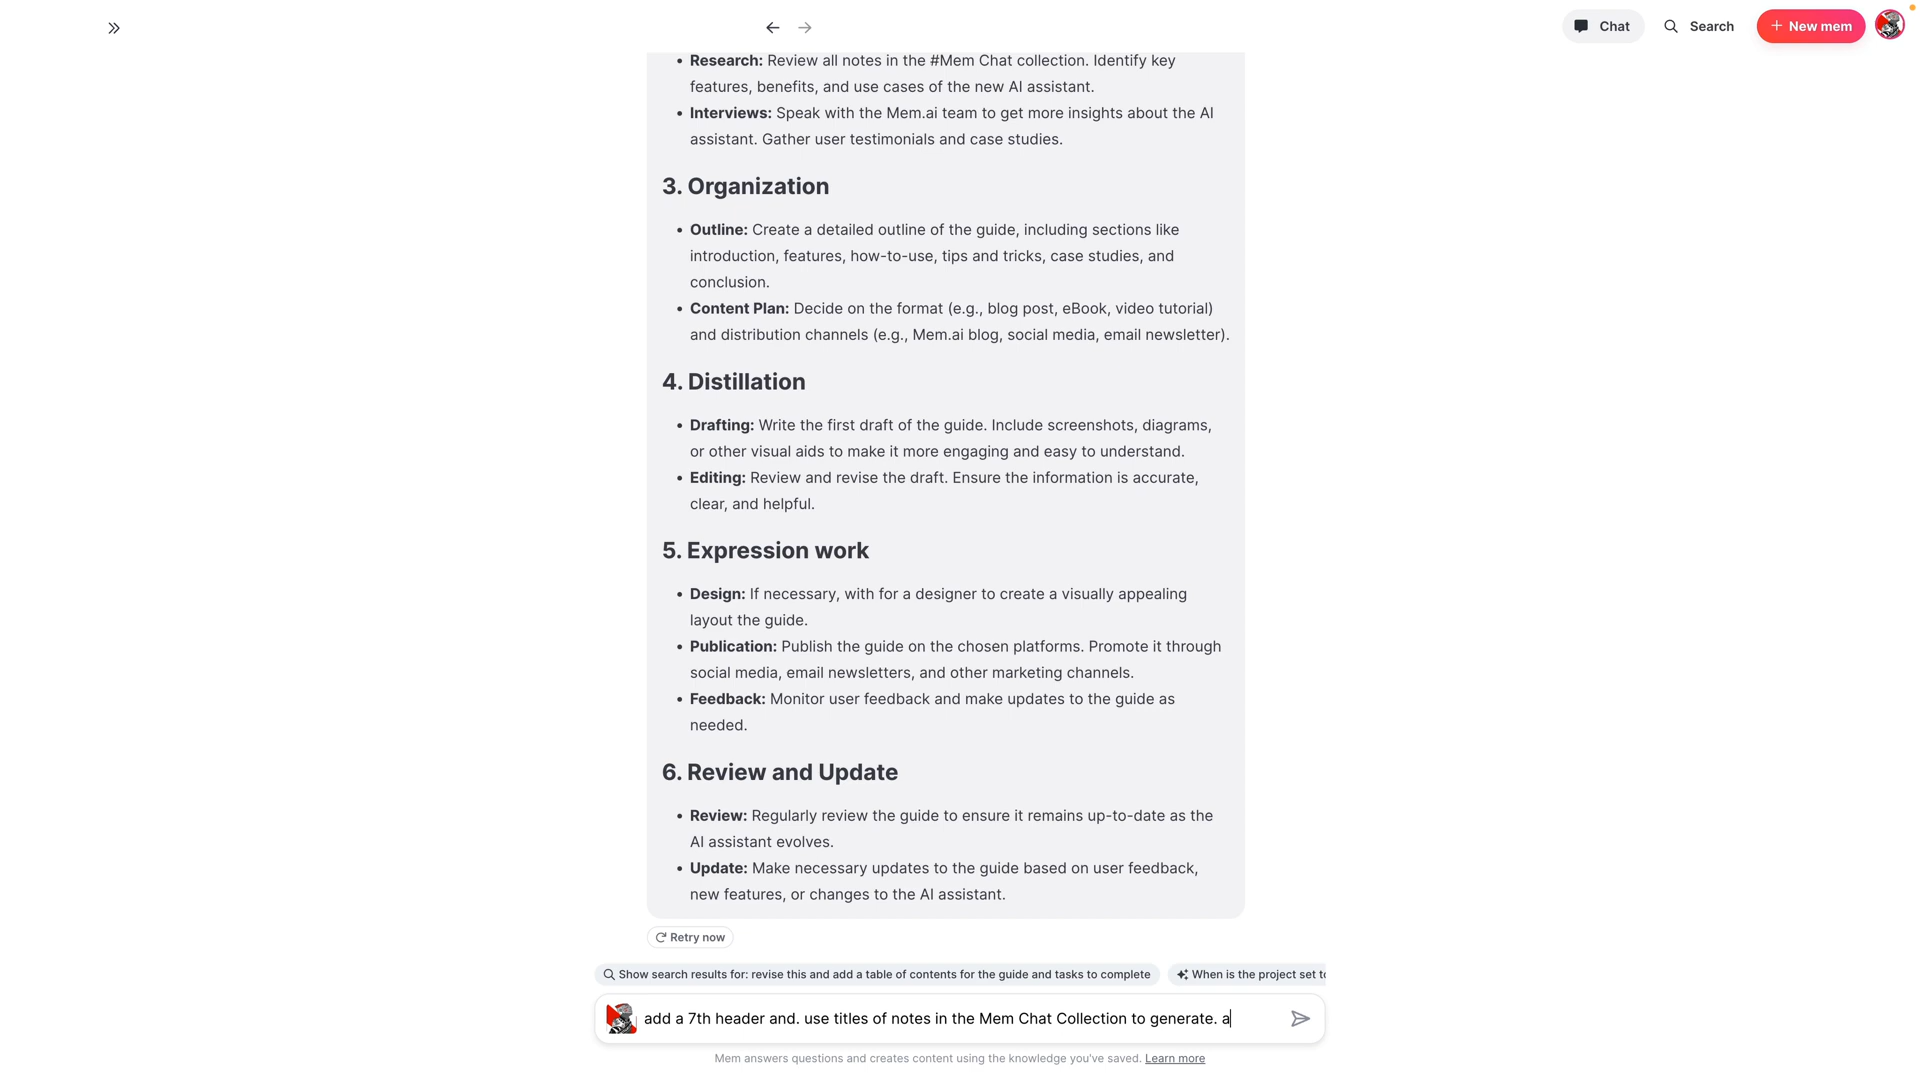 Chat
Search
+ New mem
• Research: Review all notes in the #Mem Chat collection. Identify key
features, benefits, and use cases of the new AI assistant.
• Interviews: Speak with the Mem.ai team to get more insights about the AI
assistant. Gather user testimonials and case studies.
3. Organization
• Outline: Create a detailed outline of the guide, including sections like
introduction, features, how-to-use, tips and tricks, case studies, and
conclusion.
• Content Plan: Decide on the format (e.g., blog post, eBook, video tutorial)
and distribution channels (e.g., Mem.ai blog, social media, email newsletter).
4. Distillation
• Drafting: Write the first draft of the guide. Include screenshots, diagrams,
or other visual aids to make it more engaging and easy to understand.
• Editing: Review and revise the draft. Ensure the information is accurate,
clear, and helpful.
5. Expression work
• Design: If necessary, with for a designer to create a visually appealing
layout the guide.
• Publication: Publish the guide on the chosen platforms. Promote it through
social media, email newsletters, and other marketing channels.
• Feedback: Monitor user feedback and make updates to the guide as
needed.
6. Review and Update
• Review: Regularly review the guide to ensure it remains up-to-date as the
AI assistant evolves.
• Update: Make necessary updates to the guide based on user feedback,
new features, or changes to the AI assistant.
Retry now
Show search results for: revise this and add a table of contents for the guide and tasks to complete
When is the project set to
add a 7th header and. use titles of notes in the Mem Chat Collection to generate. a
Mem answers questions and creates content using the knowledge you've saved. Learn more